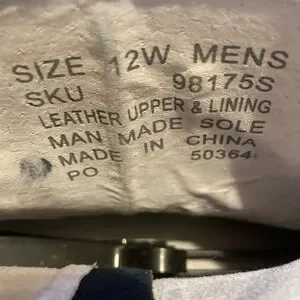 SIZE 12W MENS
SKU 98175S
LEATHER UPPER & LINING
MAN MADE SOLE
MADE IN CHINA
PO 50364